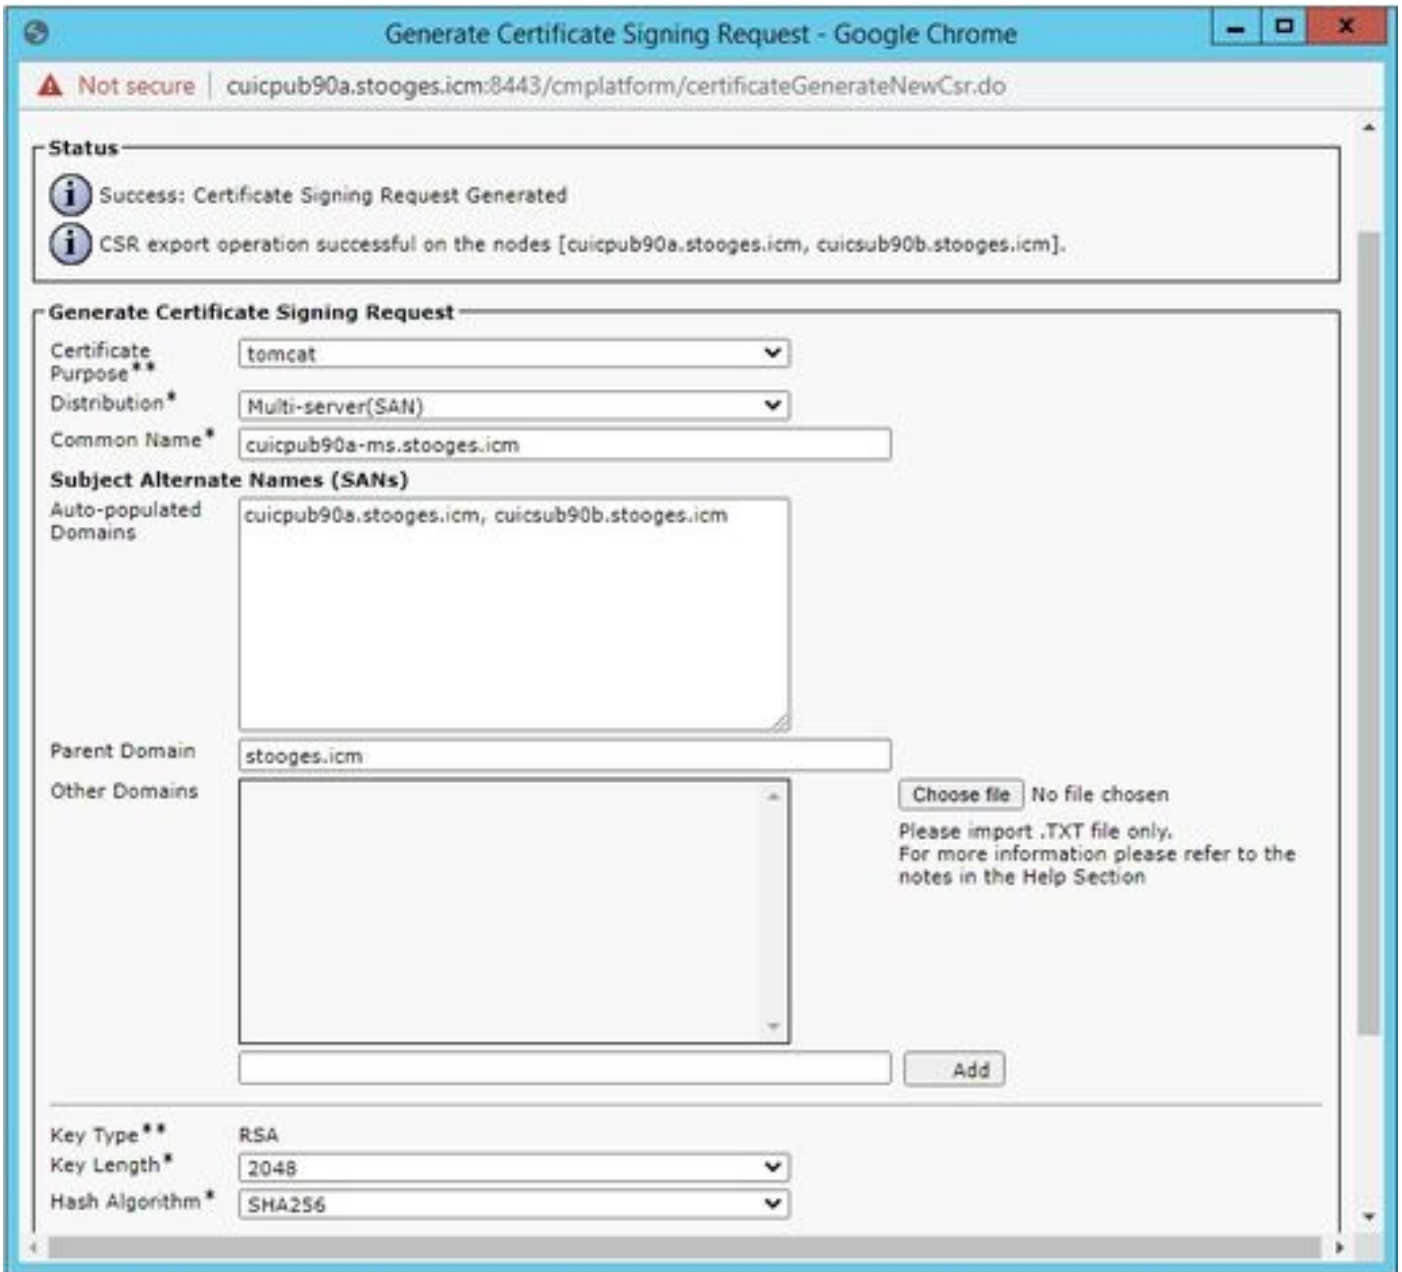 Generate Certificate Signing Request - Google Chrome
Not secure | cuicpub90a.stooges.icm:8443/cmplatform/certificateGenerateNewCsr.do
Status
Success: Certificate Signing Request Generated
CSR export operation successful on the nodes [cuicpub90a.stooges.icm, cuicsub90b.stooges.icm].
Generate Certificate Signing Request
Certificate
Purpose** tomcat
Distribution* Multi-server(SAN)
Common Name* cuicpub90a-ms.stooges.icm
Subject Alternate Names (SANs)
Auto-populated cuicpub90a.stooges.icm, cuicsub90b.stooges.icm
Domains
Parent Domain stooges.icm
Other Domains Choose file No file chosen
Please import .TXT file only.
For more information please refer to the
notes in the Help Section
Add
Key Type** RSA
Key Length* 2048
Hash Algorithm* SHA256